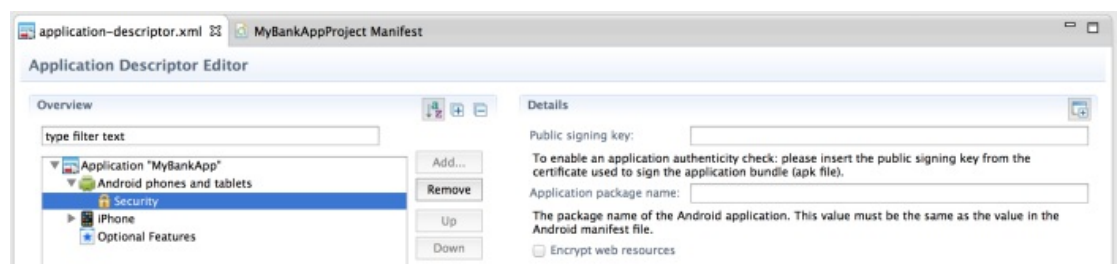 application-descriptor.xml MyBankAppProject Manifest
Application Descriptor Editor
Overview
type filter text
Application "MyBankApp"
Android phones and tablets
Security
iPhone
Optional Features
Add...
Remove
Up
Down
Details
Public signing key:
To enable an application authenticity check: please insert the public signing key from the
certificate used to sign the application bundle (apk file).
Application package name:
The package name of the Android application. This value must be the same as the value in the
Android manifest file.
Encrypt web resources